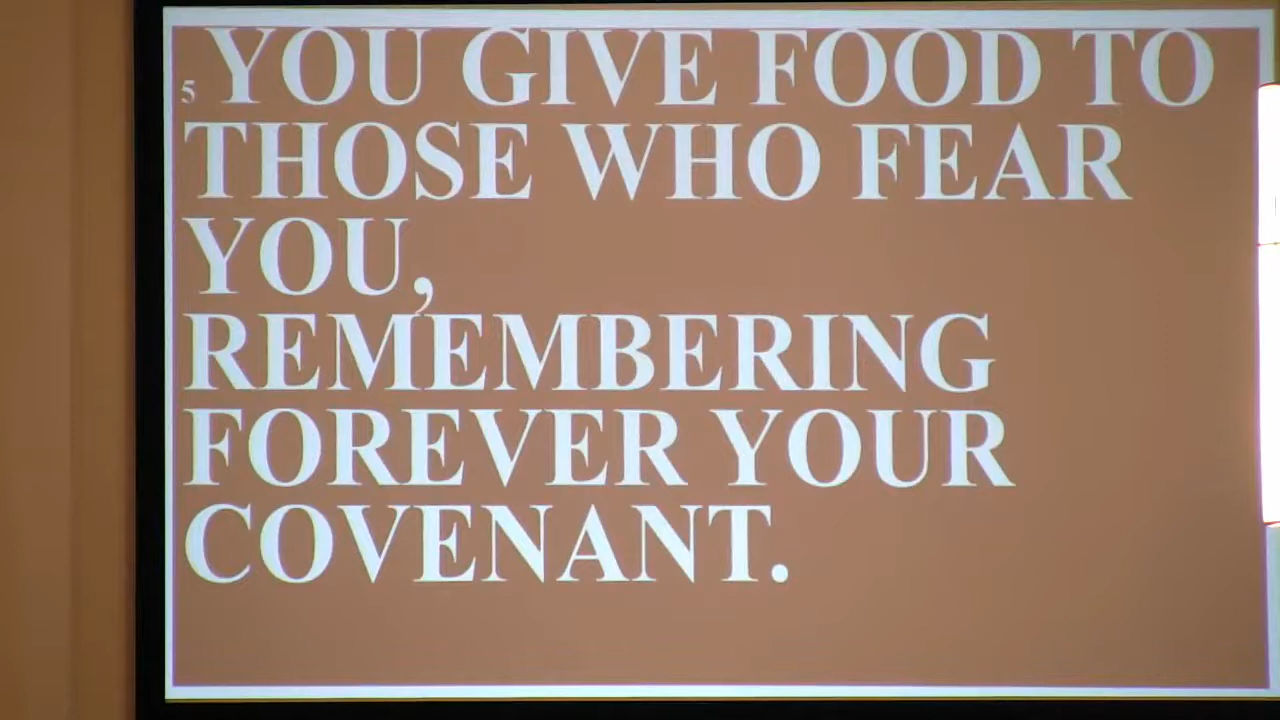 5 YOU GIVE FOOD TO
THOSE WHO FEAR
YOU,
REMEMBERING
FOREVER YOUR
COVENANT.